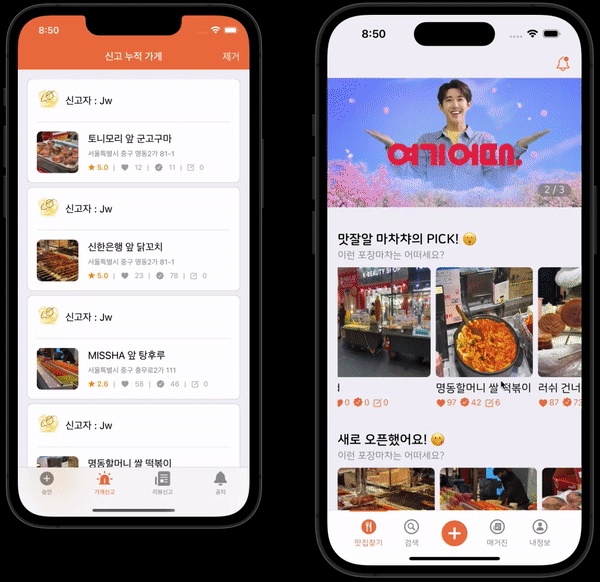 8:50
신고 누적 가게
제거
신고자 : Jw
토니모리 앞 군고구마
서울특별시 중구 명동2가 81-1
5.0 | 12 | 11 | 0
신고자 : Jw
신한은행 앞 닭꼬치
서울특별시 중구 명동2가 81-1
5.0 | 23 | 78 | 0
신고자 : Jw
MISSHA 앞 탕후루
서울특별시 중구 충무로2가 111
2.6 | 58 | 46 | 0
신고자 : Jw
명동할머니 쌀 떡볶이
승인
가게신고
리뷰신고
공지
8:50
여기어때.
2 / 3
맛잘알 마차챠의 PICK!
이런 포장마차는 어떠세요?
K-BEAUTY SHOP
0 0 0
명동할머니 쌀 떡볶이
97 42 6
러쉬 건너
87 73
새로 오픈했어요!
이런 포장마차는 어떠세요?
맛집찾기
검색
매거진
내정보